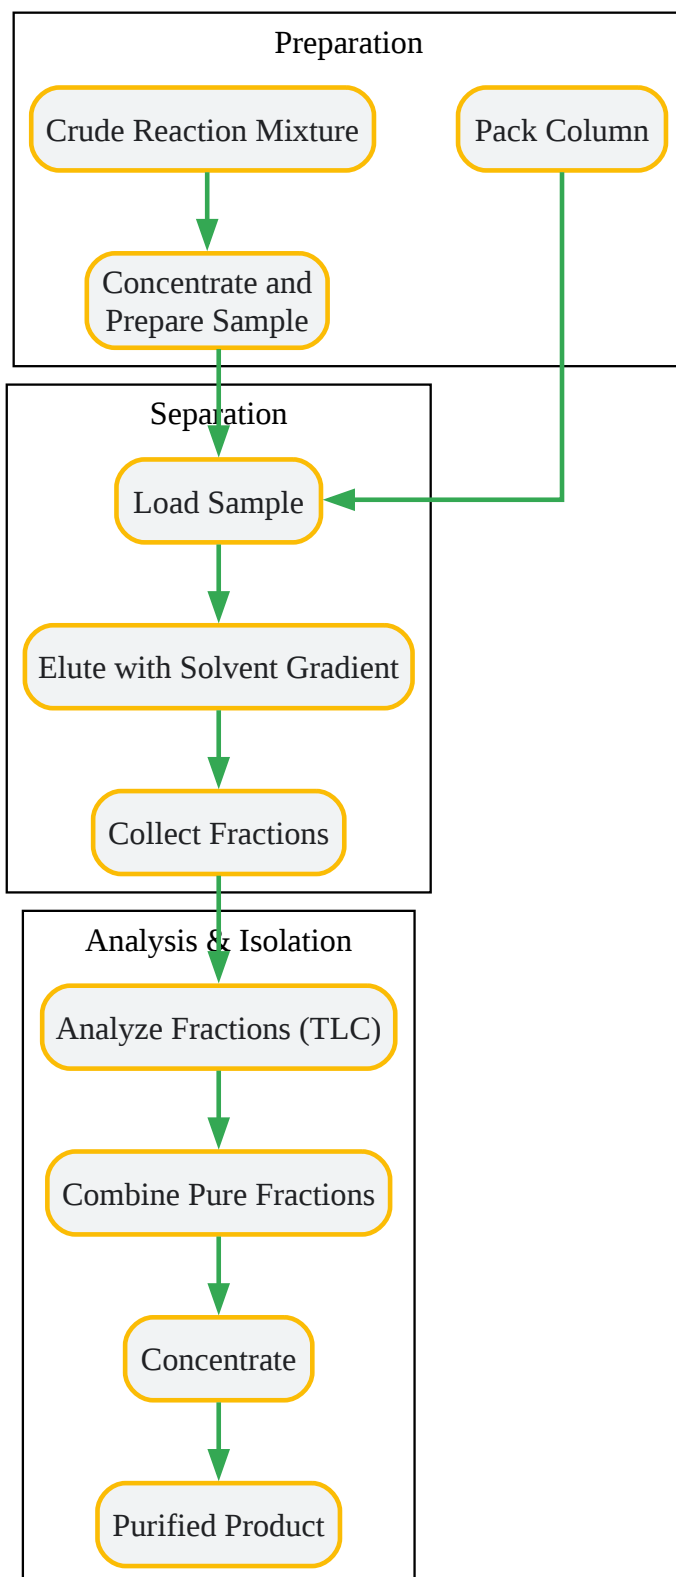 Preparation
Crude Reaction Mixture
Pack Column
Concentrate and
Prepare Sample
Separation
Load Sample
Elute with Solvent Gradient
Collect Fractions
Analysis & Isolation
Analyze Fractions (TLC)
Combine Pure Fractions
Concentrate
Purified Product